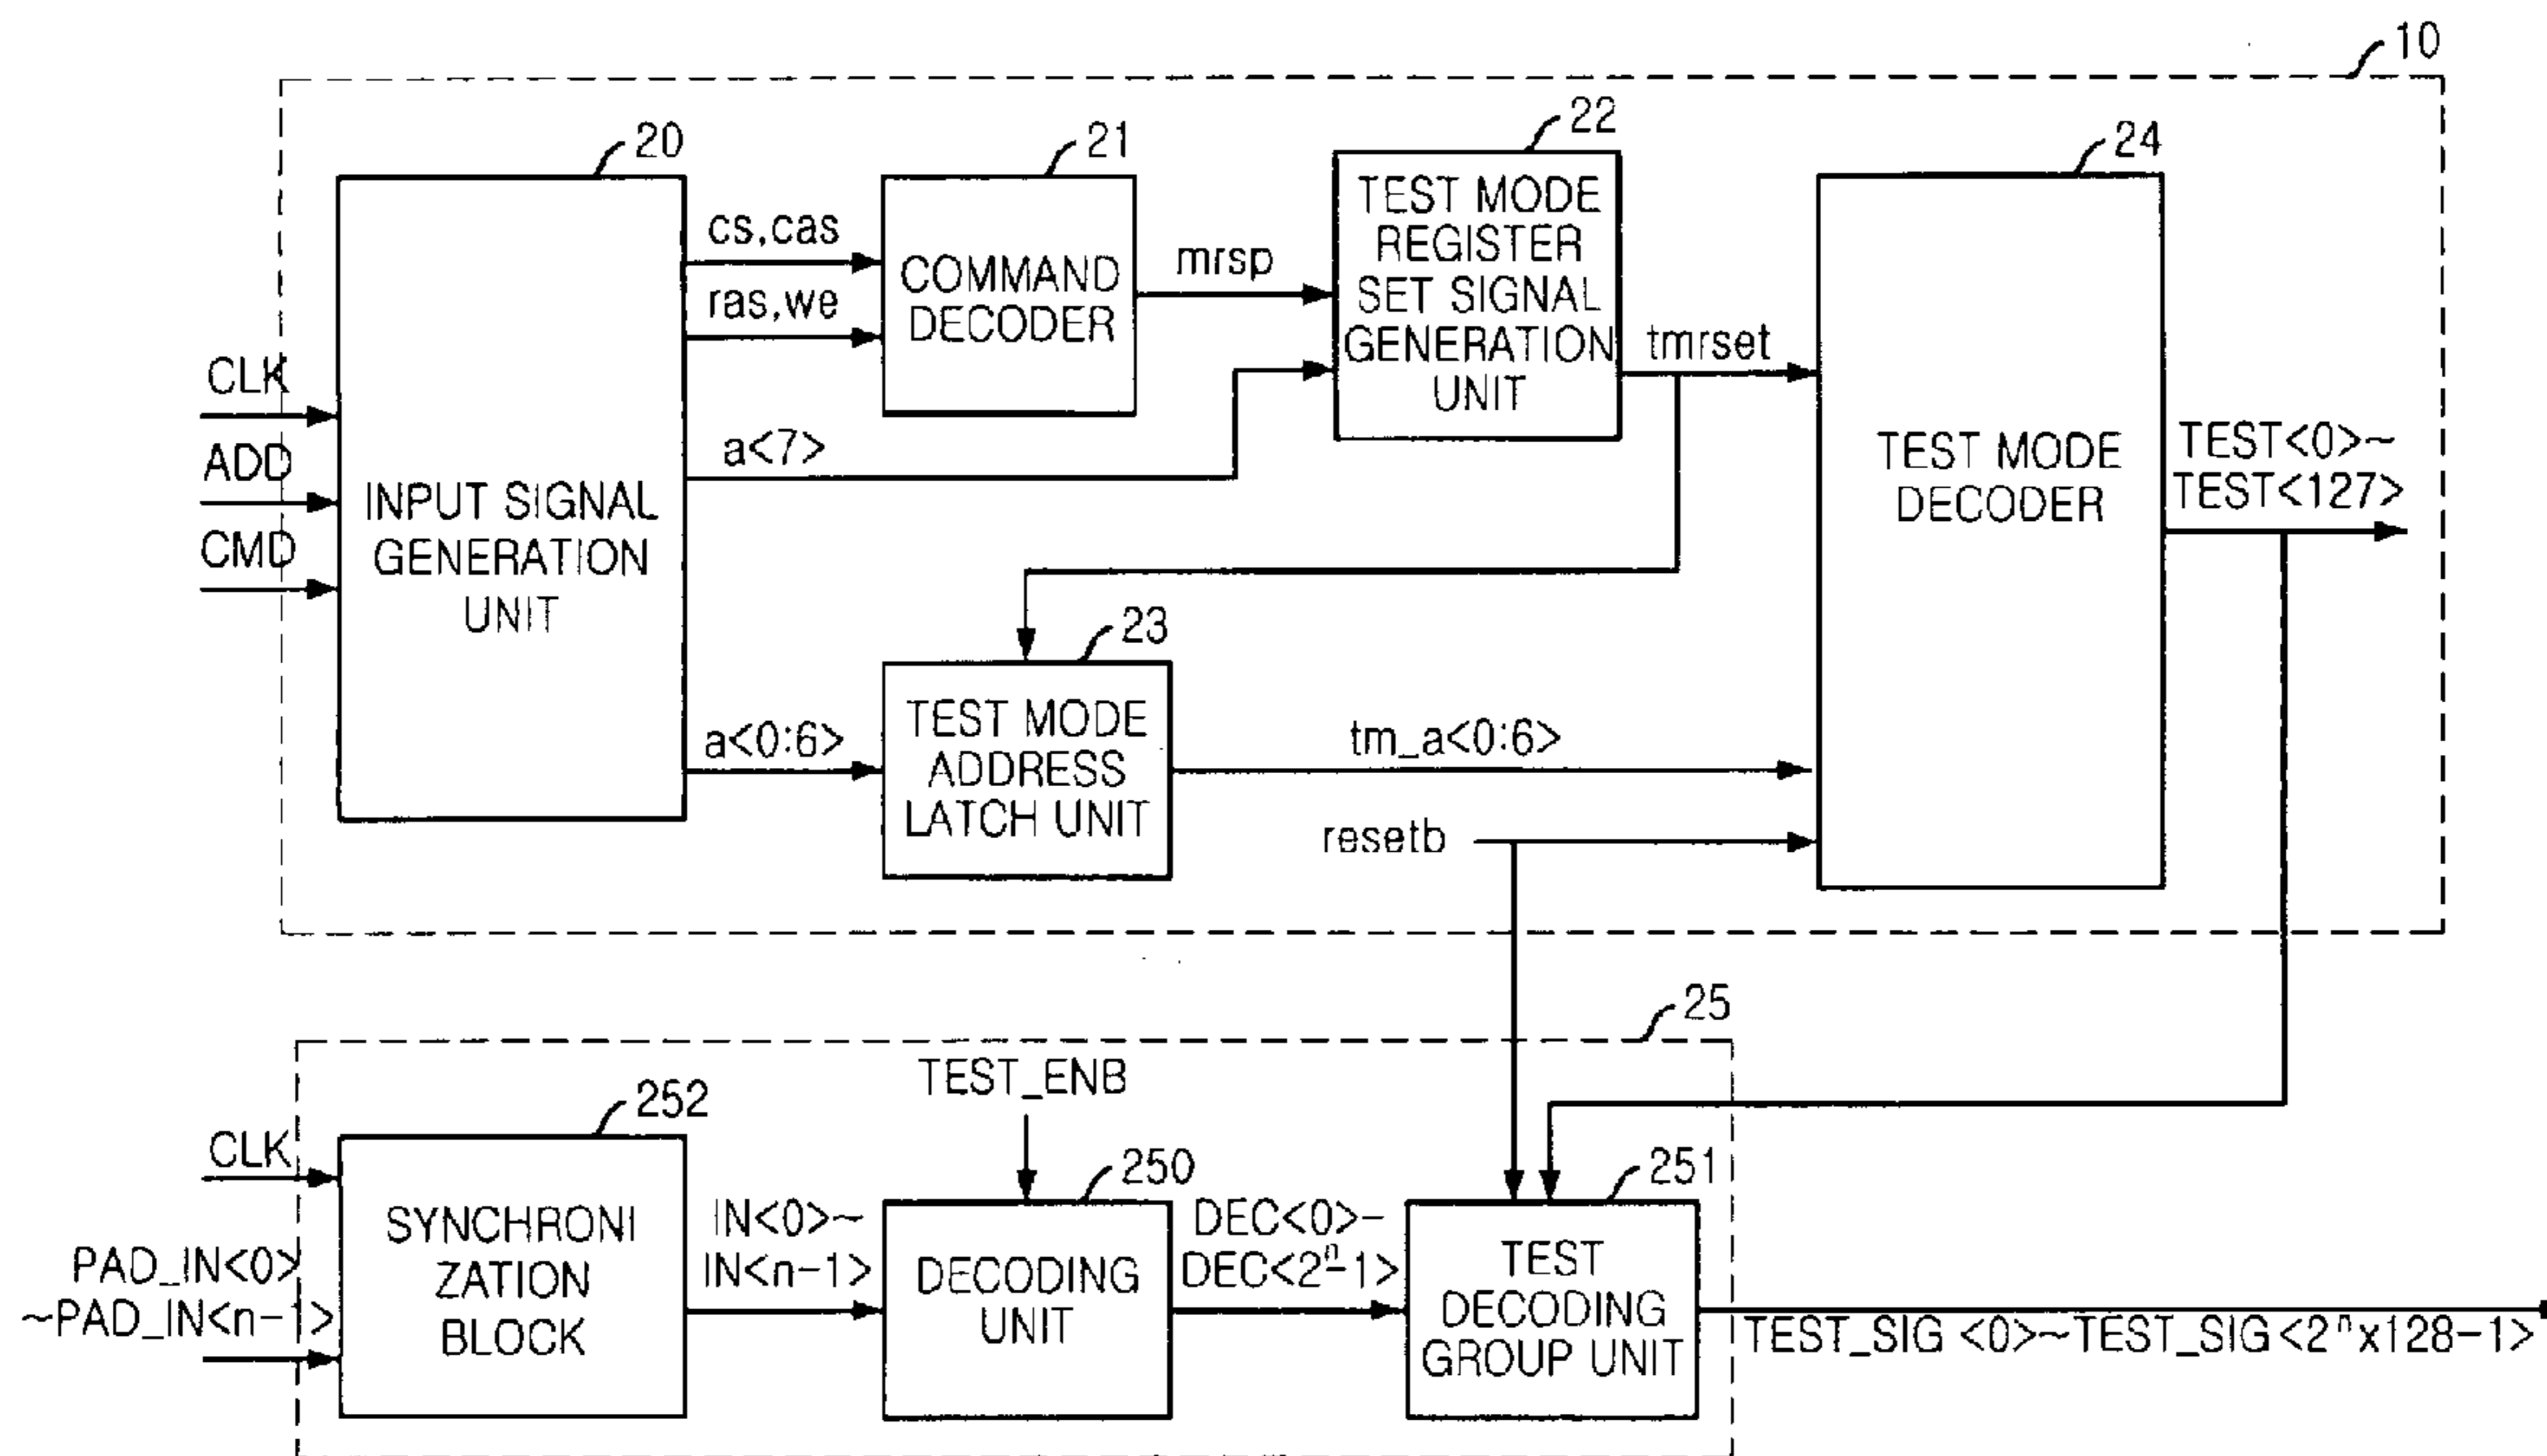 10
20
21
22
24
cs,cas
ras,we
COMMAND
DECODER
mrsp
TEST MODE
REGISTER
SET SIGNAL
GENERATION
UNIT
tmrset
CLK
ADD
CMD
INPUT SIGNAL
GENERATION
UNIT
a<7>
TEST MODE
DECODER
TEST<0>~
TEST<127>
23
a<0:6>
TEST MODE
ADDRESS
LATCH UNIT
tm_a<0:6>
resetb
25
TEST_ENB
252
250
251
CLK
PAD_IN<0>
~PAD_IN<n-1>
SYNCHRONI
ZATION
BLOCK
IN<0>~
IN<n-1>
DECODING
UNIT
DEC<0>-
DEC<2ⁿ-1>
TEST
DECODING
GROUP UNIT
TEST_SIG <0>~TEST_SIG<2ⁿx128-1>